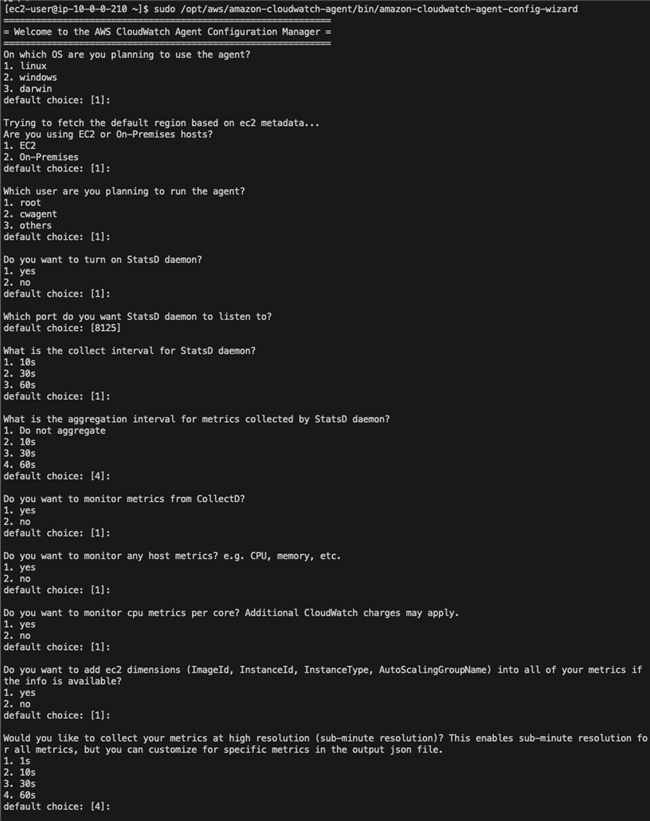 [ec2-user@ip-10-0-0-210 ~]$ sudo /opt/aws/amazon-cloudwatch-agent/bin/amazon-cloudwatch-agent-config-wizard
================================================================
= Welcome to the AWS CloudWatch Agent Configuration Manager =
================================================================
On which OS are you planning to use the agent?
1. linux
2. windows
3. darwin
default choice: [1]:
Trying to fetch the default region based on ec2 metadata...
Are you using EC2 or On-Premises hosts?
1. EC2
2. On-Premises
default choice: [1]:
Which user are you planning to run the agent?
1. root
2. cwagent
3. others
default choice: [1]:
Do you want to turn on StatsD daemon?
1. yes
2. no
default choice: [1]:
Which port do you want StatsD daemon to listen to?
default choice: [8125]
What is the collect interval for StatsD daemon?
1. 10s
2. 30s
3. 60s
default choice: [1]:
What is the aggregation interval for metrics collected by StatsD daemon?
1. Do not aggregate
2. 10s
3. 30s
4. 60s
default choice: [4]:
Do you want to monitor metrics from CollectD?
1. yes
2. no
default choice: [1]:
Do you want to monitor any host metrics? e.g. CPU, memory, etc.
1. yes
2. no
default choice: [1]:
Do you want to monitor cpu metrics per core? Additional CloudWatch charges may apply.
1. yes
2. no
default choice: [1]:
Do you want to add ec2 dimensions (ImageId, InstanceId, InstanceType, AutoScalingGroupName) into all of your metrics if
the info is available?
1. yes
2. no
default choice: [1]:
Would you like to collect your metrics at high resolution (sub-minute resolution)? This enables sub-minute resolution fo
r all metrics, but you can customize for specific metrics in the output json file.
1. 1s
2. 10s
3. 30s
4. 60s
default choice: [4]: